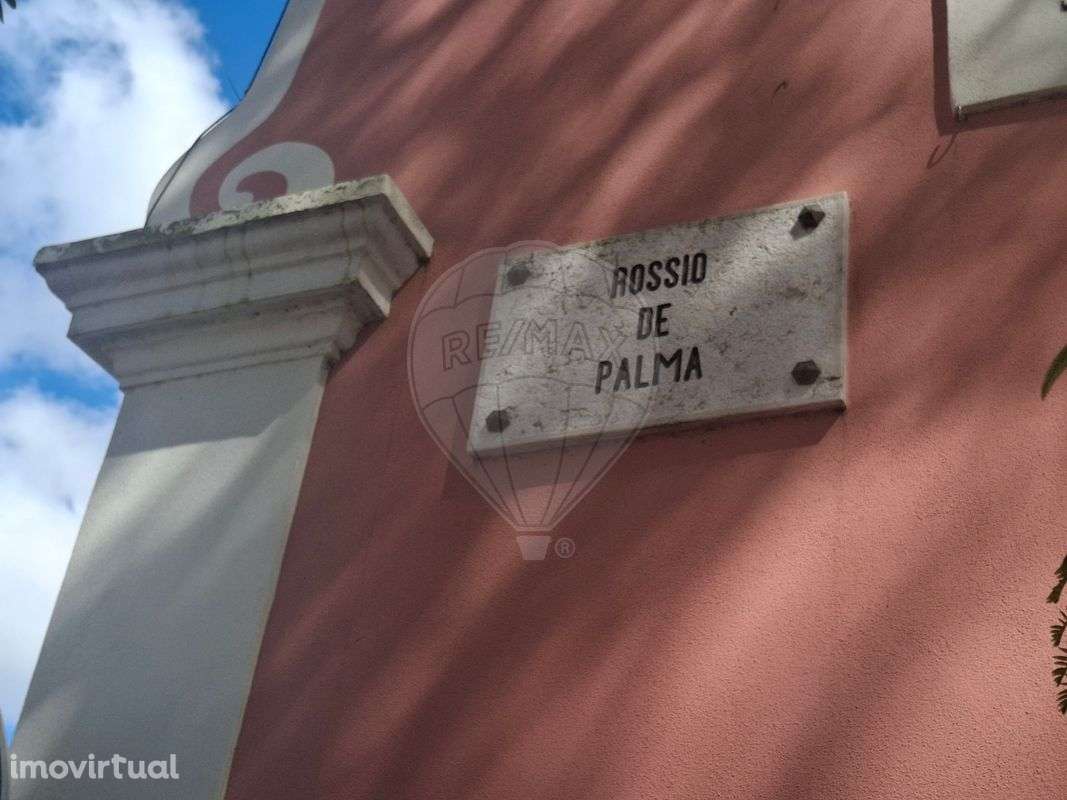 ROSSIO
DE
PALMA
RE/MAX
®
imovirtual